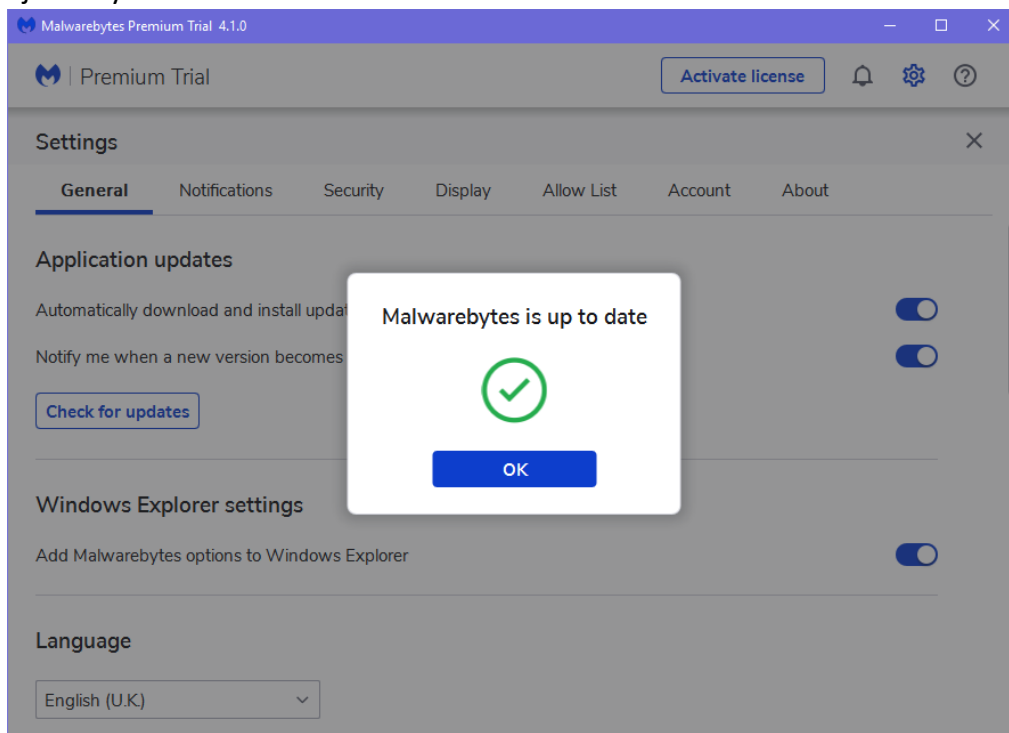 Malwarebytes Premium Trial 4.1.0
Premium Trial
Activate license
Settings
General Notifications Security Display Allow List Account About
Application updates
Automatically download and install updat
Notify me when a new version becomes
Check for updates
Malwarebytes is up to date
OK
Windows Explorer settings
Add Malwarebytes options to Windows Explorer
Language
English (U.K.)